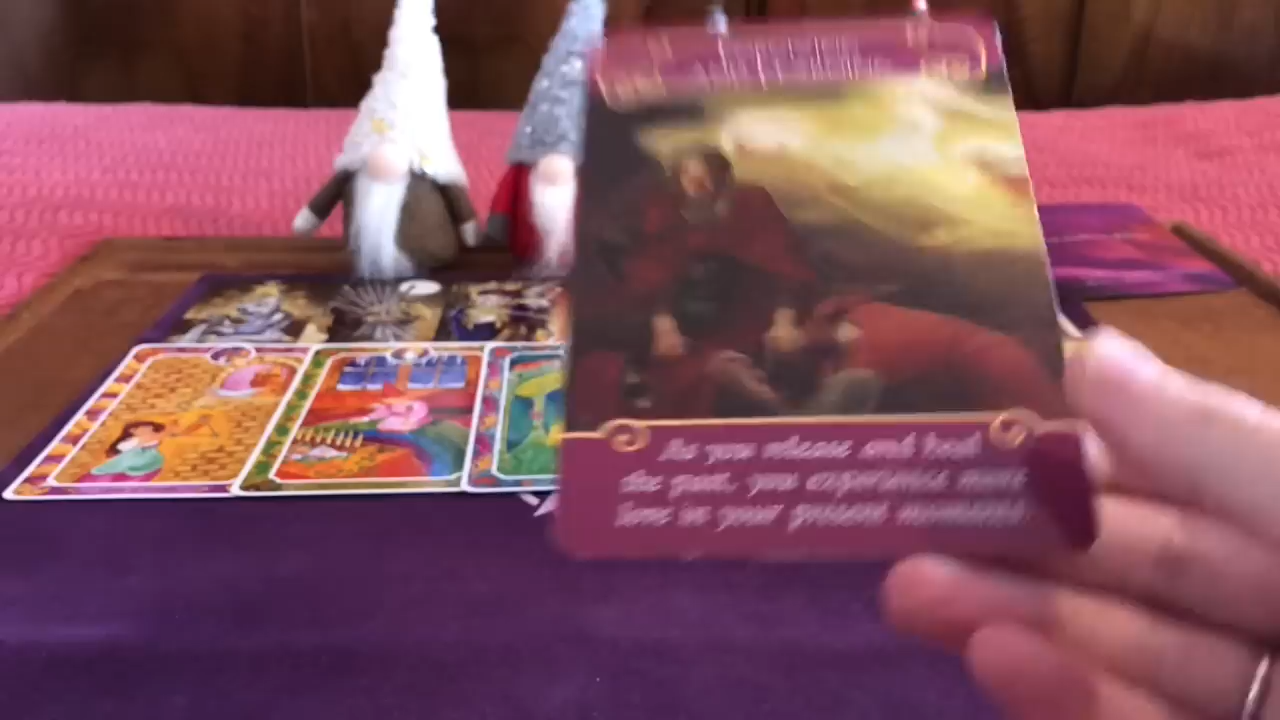 As you release and heal
the past, you experience more
love in your present moments.